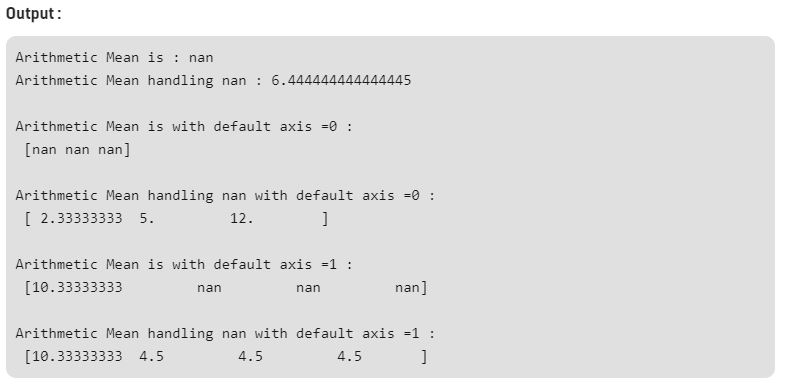 Output :
Arithmetic Mean is : nan
Arithmetic Mean handling nan : 6.444444444444445
Arithmetic Mean is with default axis =0 :
[nan nan nan]
Arithmetic Mean handling nan with default axis =0 :
[ 2.33333333  5.         12.        ]
Arithmetic Mean is with default axis =1 :
[10.33333333         nan         nan         nan]
Arithmetic Mean handling nan with default axis =1 :
[10.33333333  4.5         4.5         4.5       ]